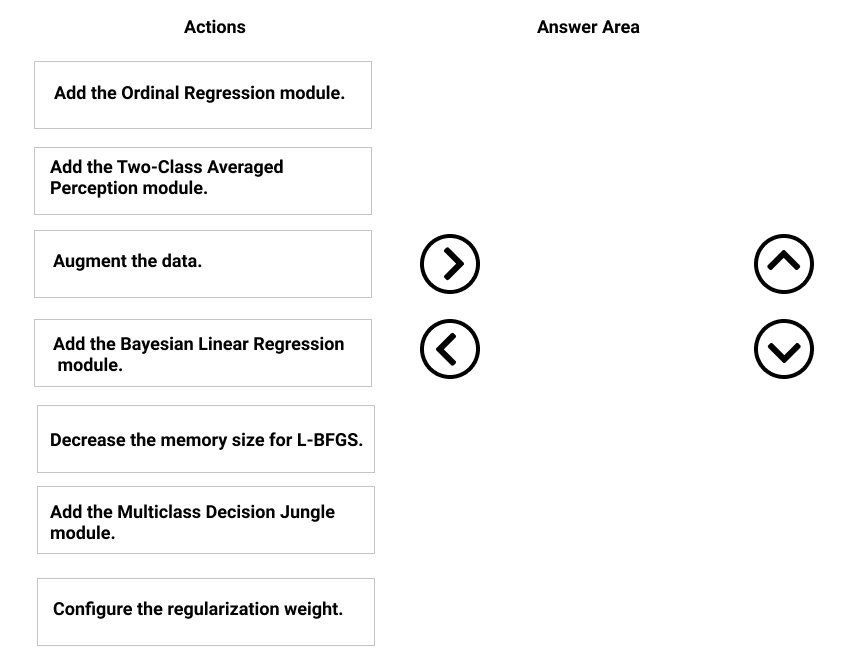 Actions
Answer Area
Add the Ordinal Regression module.
Add the Two-Class Averaged
Perception module.
Augment the data.
Add the Bayesian Linear Regression
module.
Decrease the memory size for L-BFGS.
Add the Multiclass Decision Jungle
module.
Configure the regularization weight.